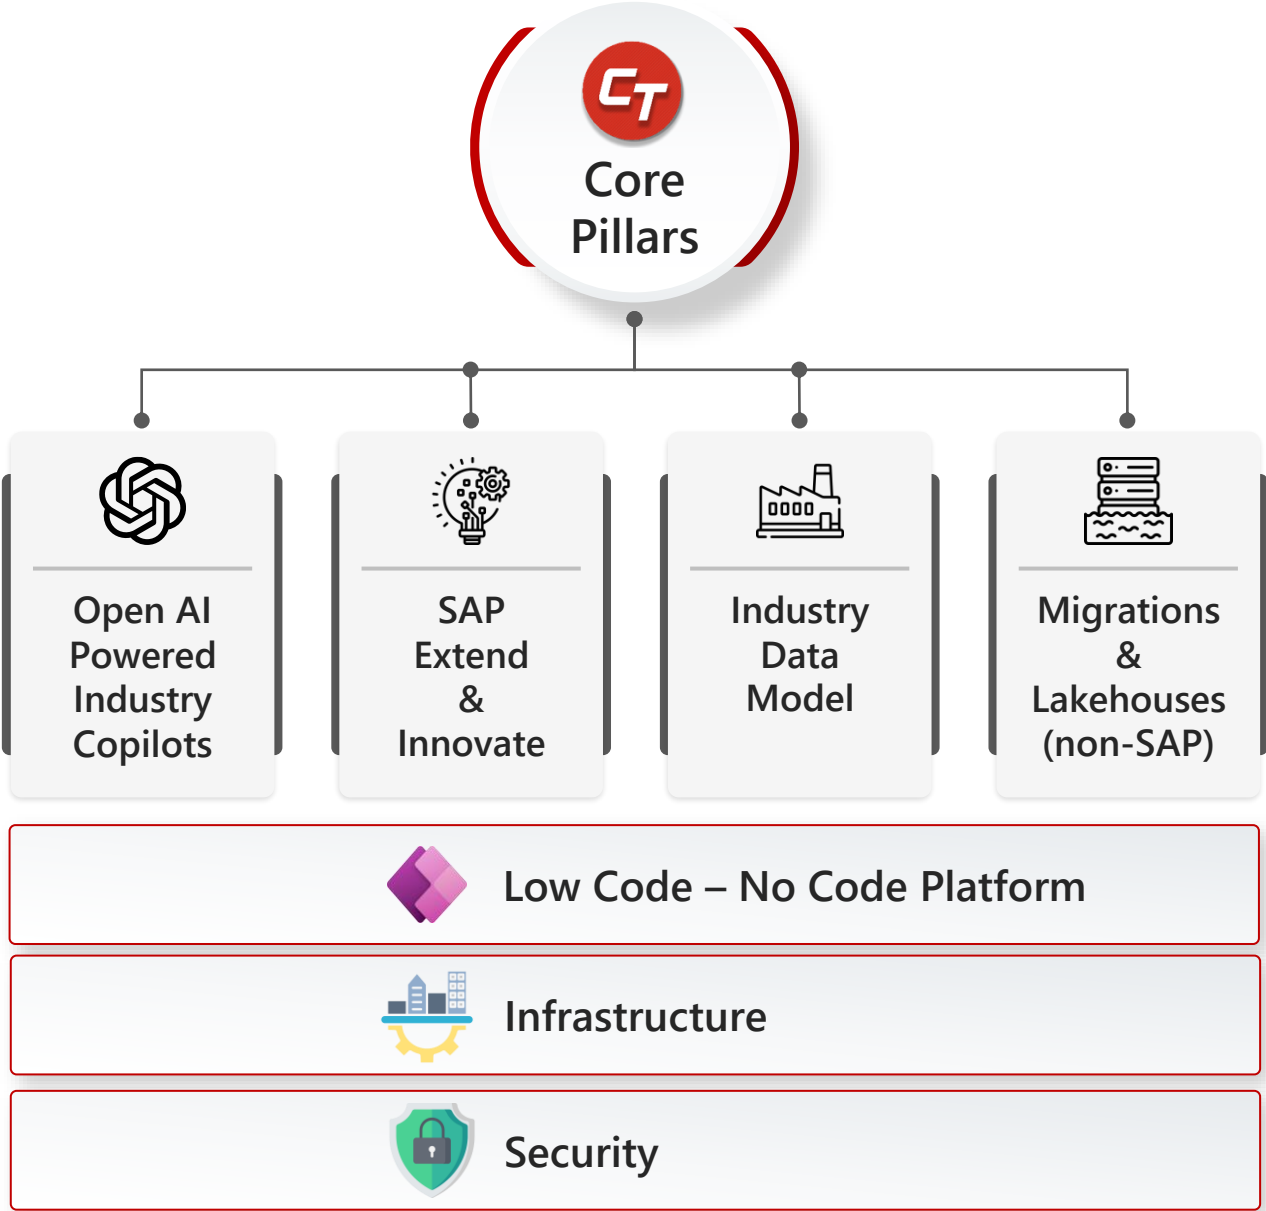 CT
Core
Pillars
Open AI
Powered
Industry
Copilots
SAP
Extend
&
Innovate
Industry
Data
Model
Migrations
&
Lakehouses
(non-SAP)
Low Code – No Code Platform
Infrastructure
Security